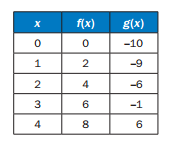 x f(x) g(x)
0 0 –10
1 2 –9
2 4 –6
3 6 –1
4 8 6